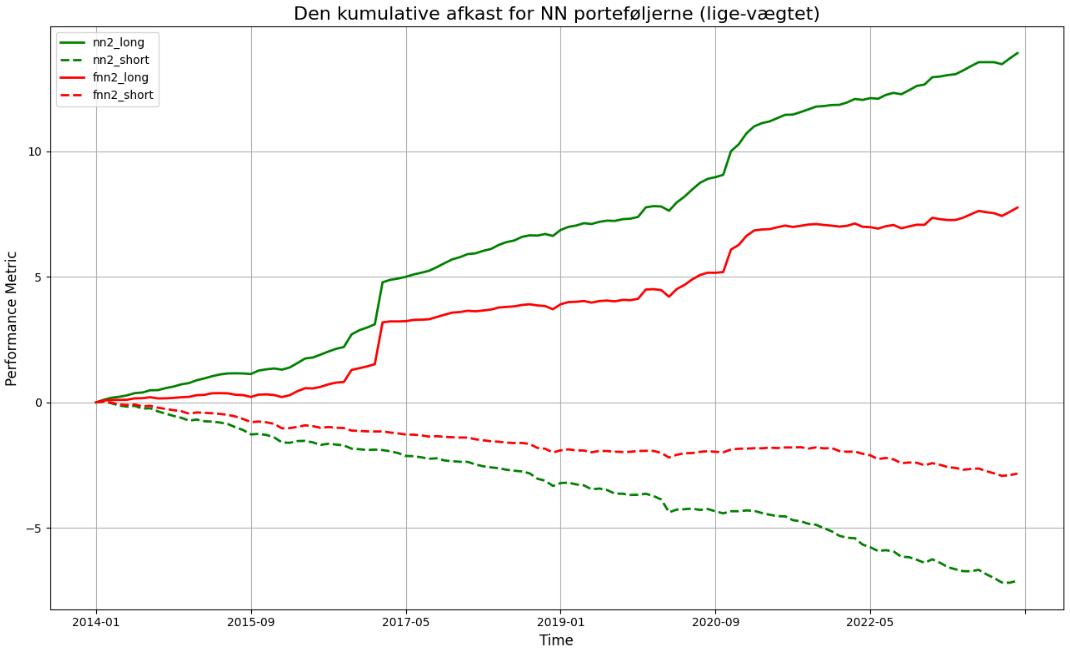 Den kumulative afkast for NN porteføljerne (lige-vægtet)
nn2_long
nn2_short
fnn2_long
fnn2_short
Performance Metric
10
5
0
−5
2014-01 2015-09 2017-05 2019-01 2020-09 2022-05
Time